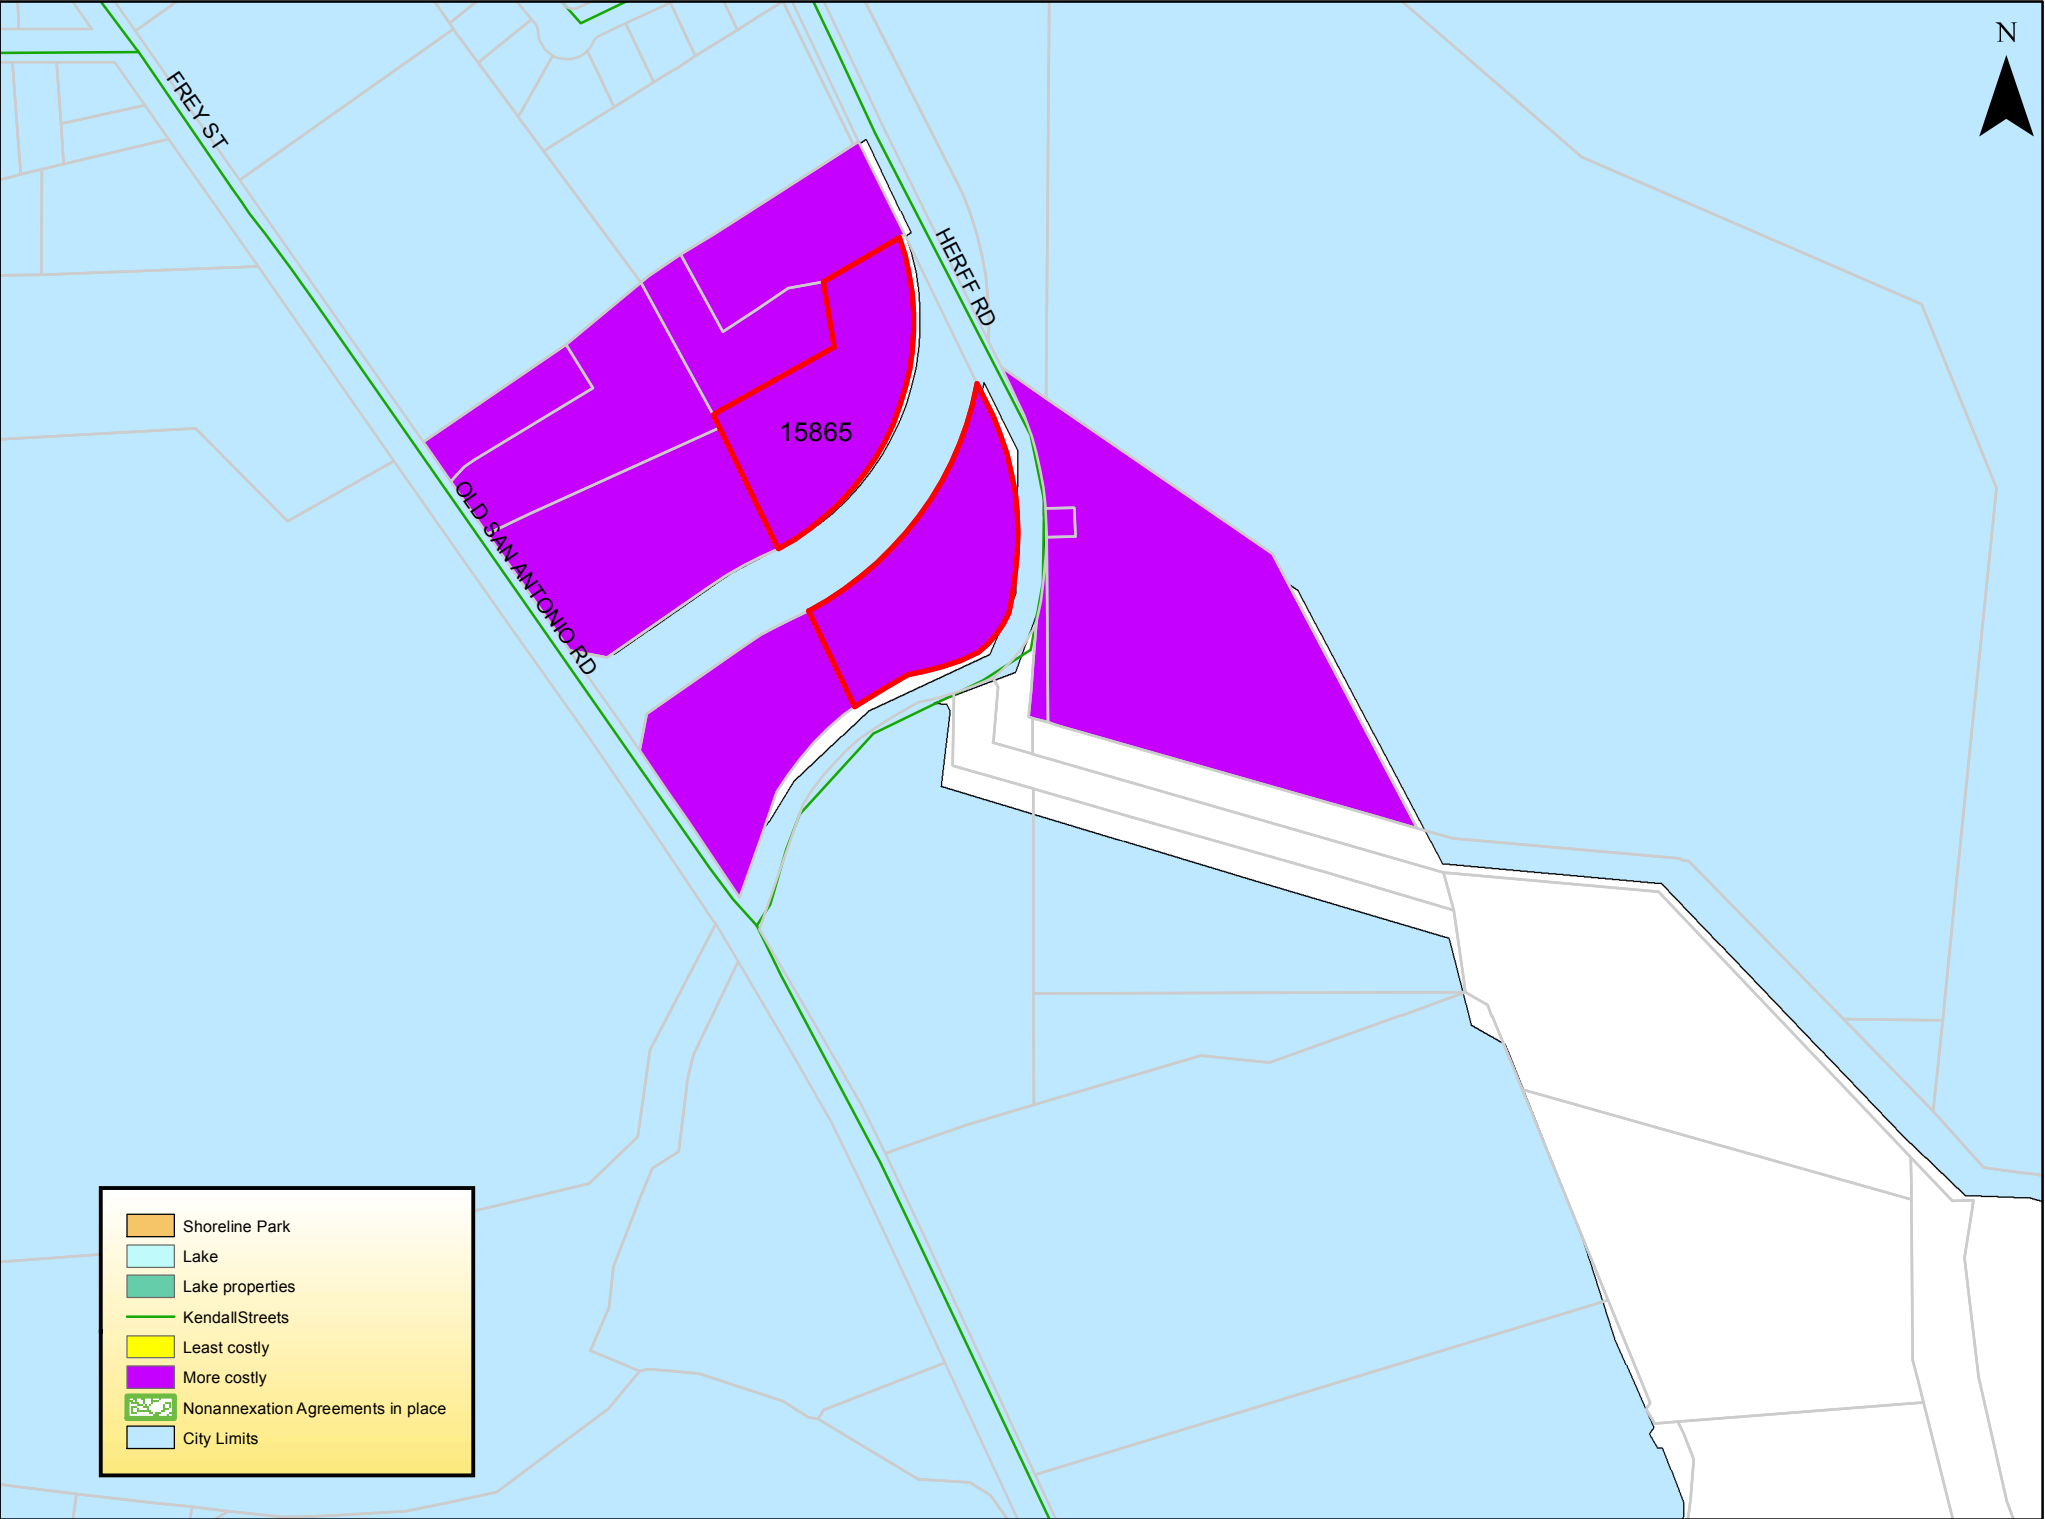 N
FREY ST
HERFF RD
15865
OLD SAN ANTONIO RD
Shoreline Park
Lake
Lake properties
KendallStreets
Least costly
More costly
Nonannexation Agreements in place
City Limits